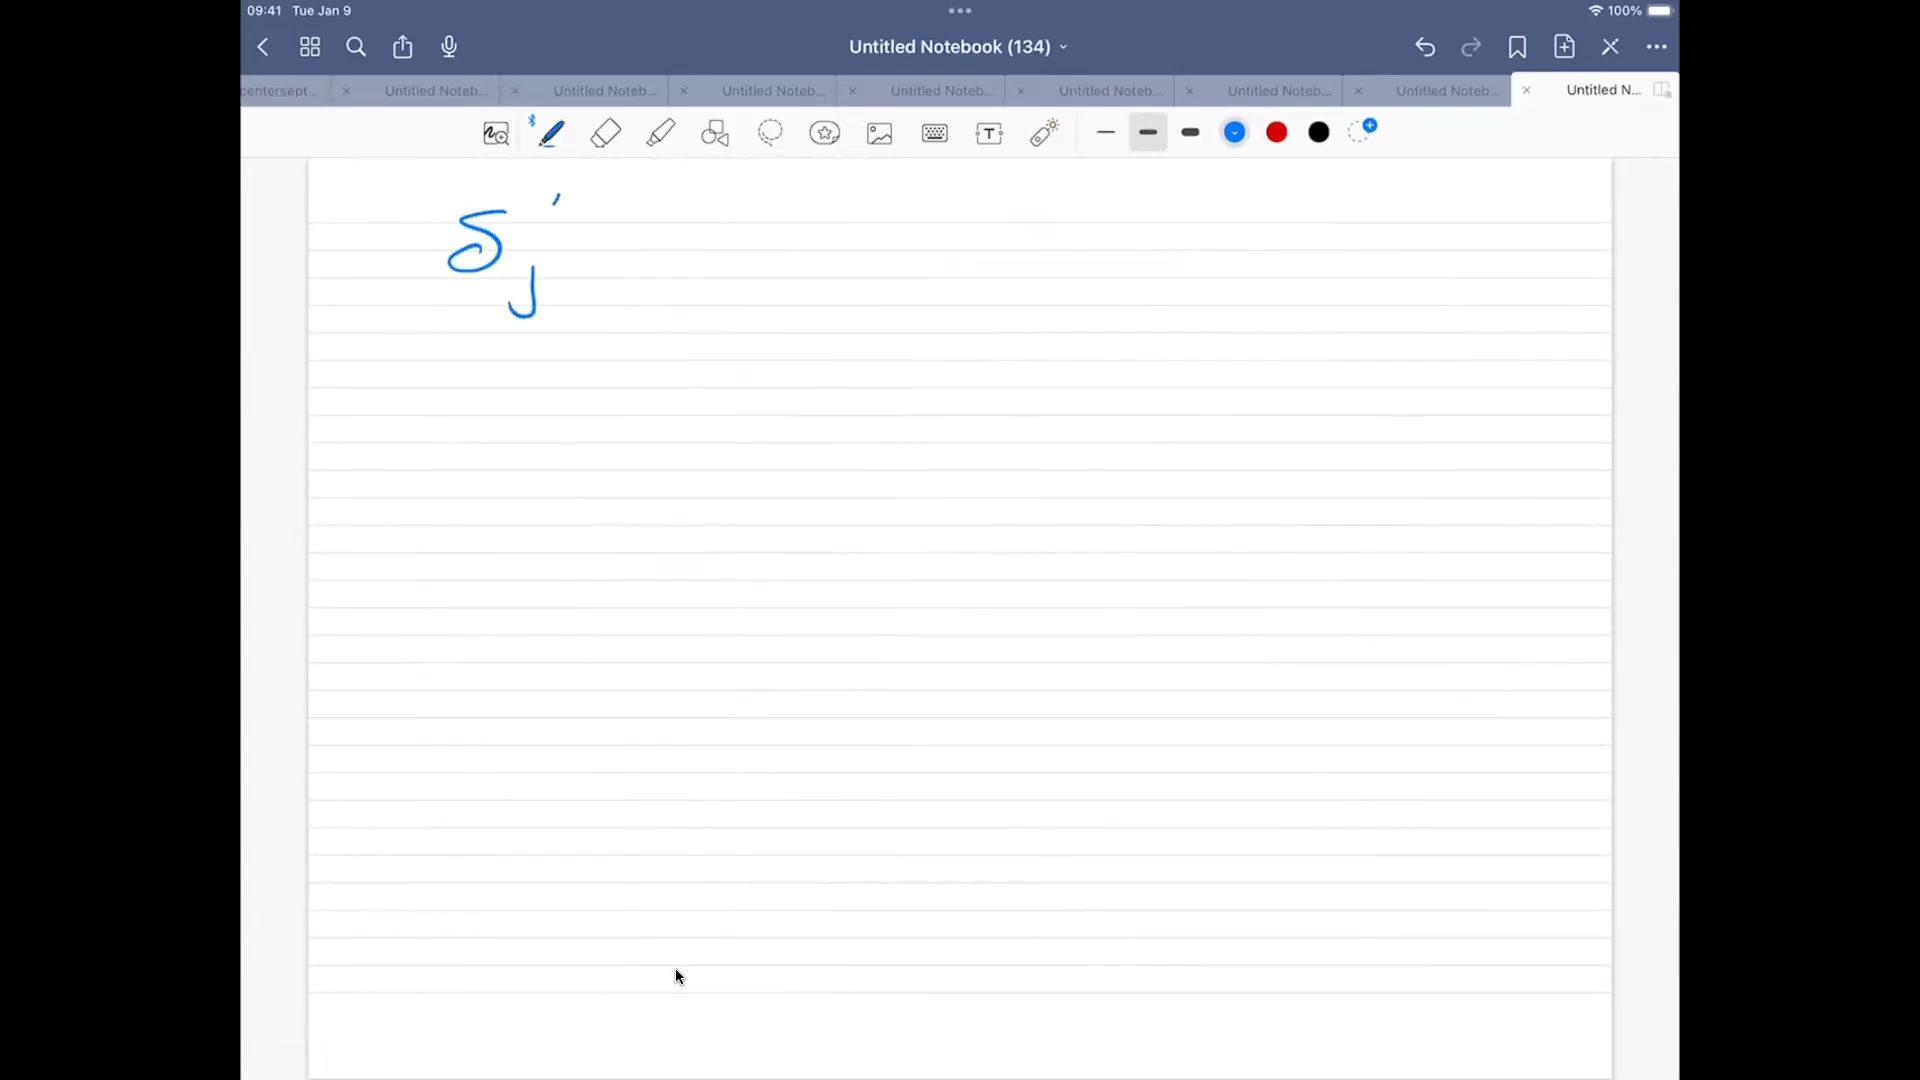 09:41 Tue Jan 9 100%
Untitled Notebook (134)
centersept... Untitled Noteb... Untitled Noteb... Untitled Noteb... Untitled Noteb... Untitled Noteb... Untitled Noteb... Untitled Noteb... Untitled N...
T
δ j '